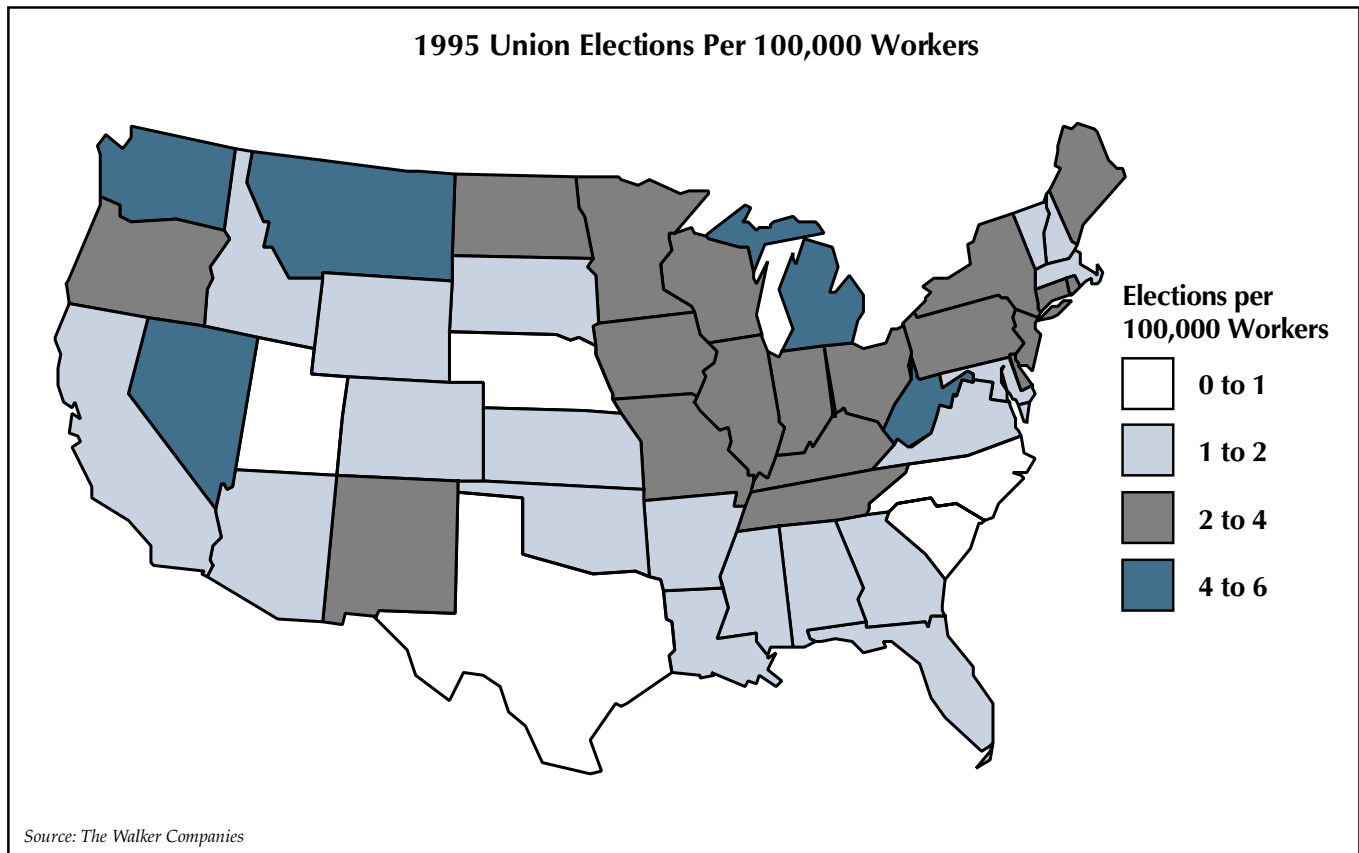 1995 Union Elections Per 100,000 Workers
Elections per
100,000 Workers
0 to 1
1 to 2
2 to 4
4 to 6
Source: The Walker Companies